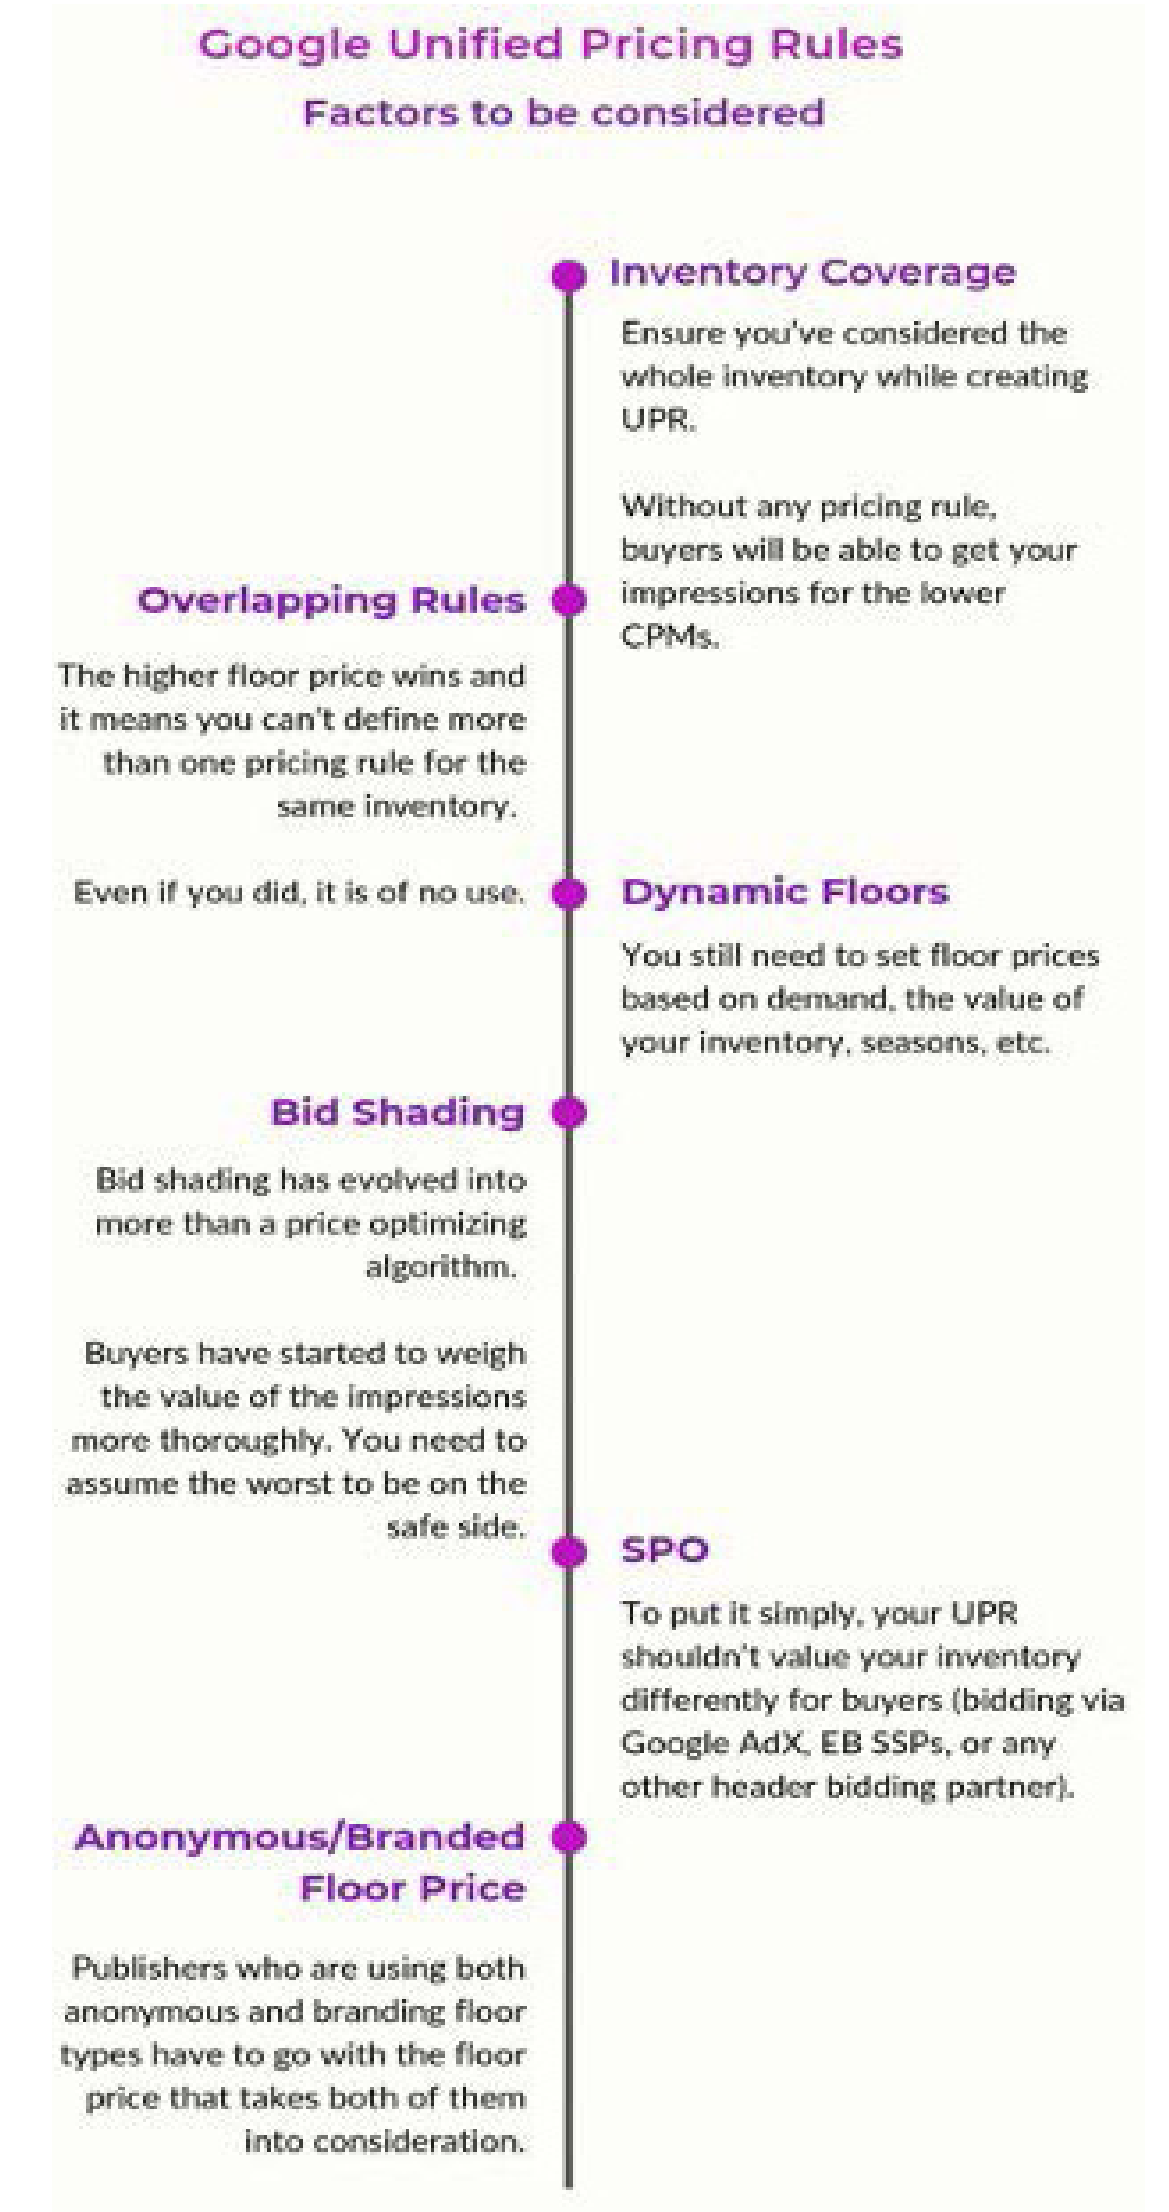 Google Unified Pricing Rules
Factors to be considered
Inventory Coverage
Ensure you've considered the
whole inventory while creating
UPR.
Without any pricing rule,
buyers will be able to get your
impressions for the lower
CPMs.
Overlapping Rules
The higher floor price wins and
it means you can't define more
than one pricing rule for the
same inventory.
Even if you did, it is of no use.
Dynamic Floors
You still need to set floor prices
based on demand, the value of
your inventory, seasons, etc.
Bid Shading
Bid shading has evolved into
more than a price optimizing
algorithm.
Buyers have started to weigh
the value of the impressions
more thoroughly. You need to
assume the worst to be on the
safe side.
SPO
To put it simply, your UPR
shouldn't value your inventory
differently for buyers (bidding via
Google AdX, EB SSPs, or any
other header bidding partner).
Anonymous/Branded
Floor Price
Publishers who are using both
anonymous and branding floor
types have to go with the floor
price that takes both of them
into consideration.